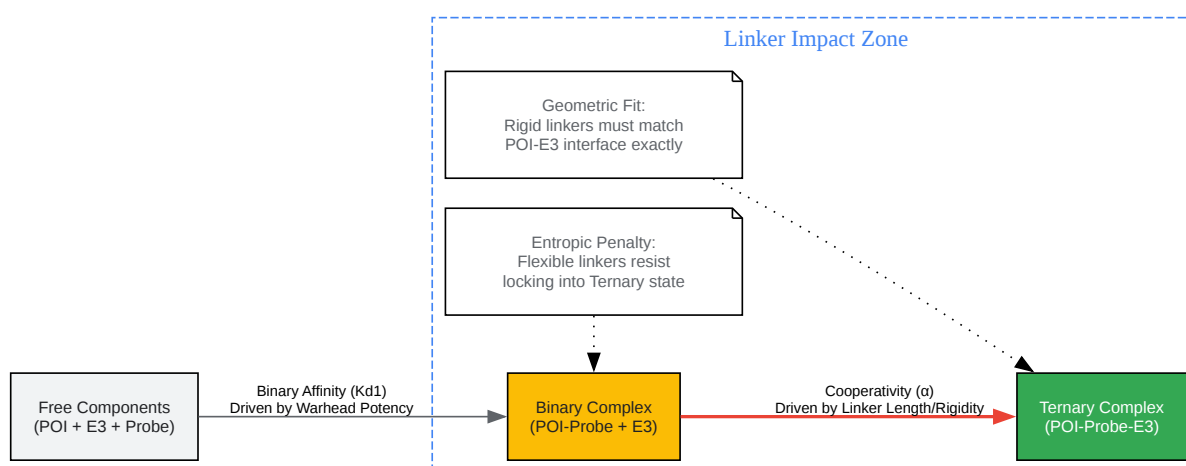 Linker Impact Zone
Geometric Fit:
Rigid linkers must match
POI-E3 interface exactly
Entropic Penalty:
Flexible linkers resist
locking into Ternary state
Free Components
(POI + E3 + Probe)
Binary Affinity (Kd1)
Driven by Warhead Potency
Binary Complex
(POI-Probe + E3)
Cooperativity (α)
Driven by Linker Length/Rigidity
Ternary Complex
(POI-Probe-E3)